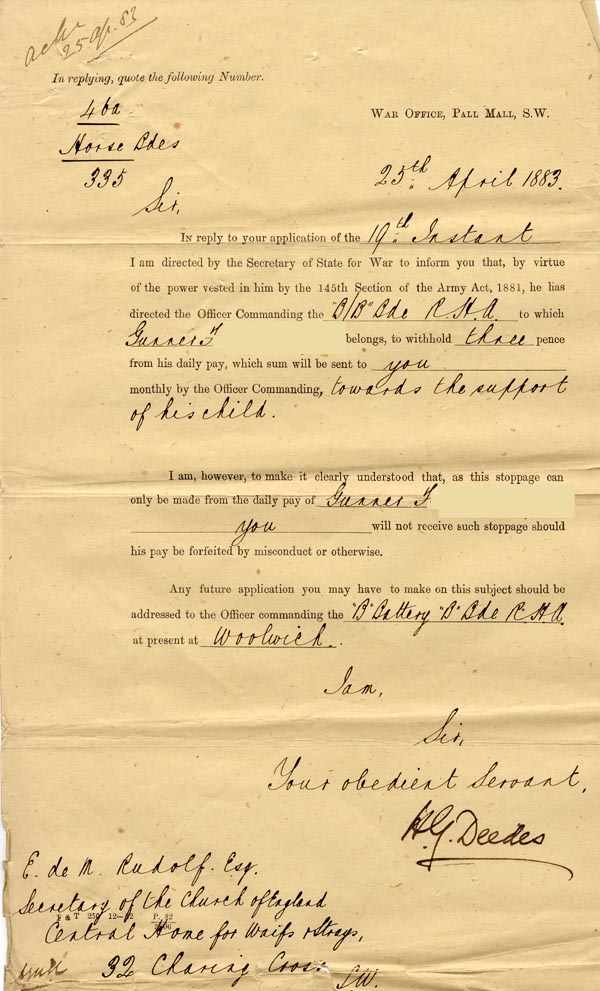 25 Ap. 83
In replying, quote the following Number.
46a
Horse Bdes
335
WAR OFFICE, PALL MALL, S.W.
25th April 1883.
Sir,
IN reply to your application of the 19th Instant
I am directed by the Secretary of State for War to inform you that, by virtue
of the power vested in him by the 145th Section of the Army Act, 1881, he has
directed the Officer Commanding the "B/B" Bde R.H.A. to which
Gunner F belongs, to withhold three pence
from his daily pay, which sum will be sent to you
monthly by the Officer Commanding, towards the support
of his child.
I am, however, to make it clearly understood that, as this stoppage can
only be made from the daily pay of Gunner F
you will not receive such stoppage should
his pay be forfeited by misconduct or otherwise.
Any future application you may have to make on this subject should be
addressed to the Officer commanding the "B" Battery "B" Bde R.H.A.
at present at Woolwich.
I am,
Sir,
Your obedient Servant,
H.G. Deedes
E. de M. Rudolf. Esq.
Secretary of the Church of England
F & T 250 12-82
Central Home for Waifs & Strays,
32 Charing Cross
S.W.